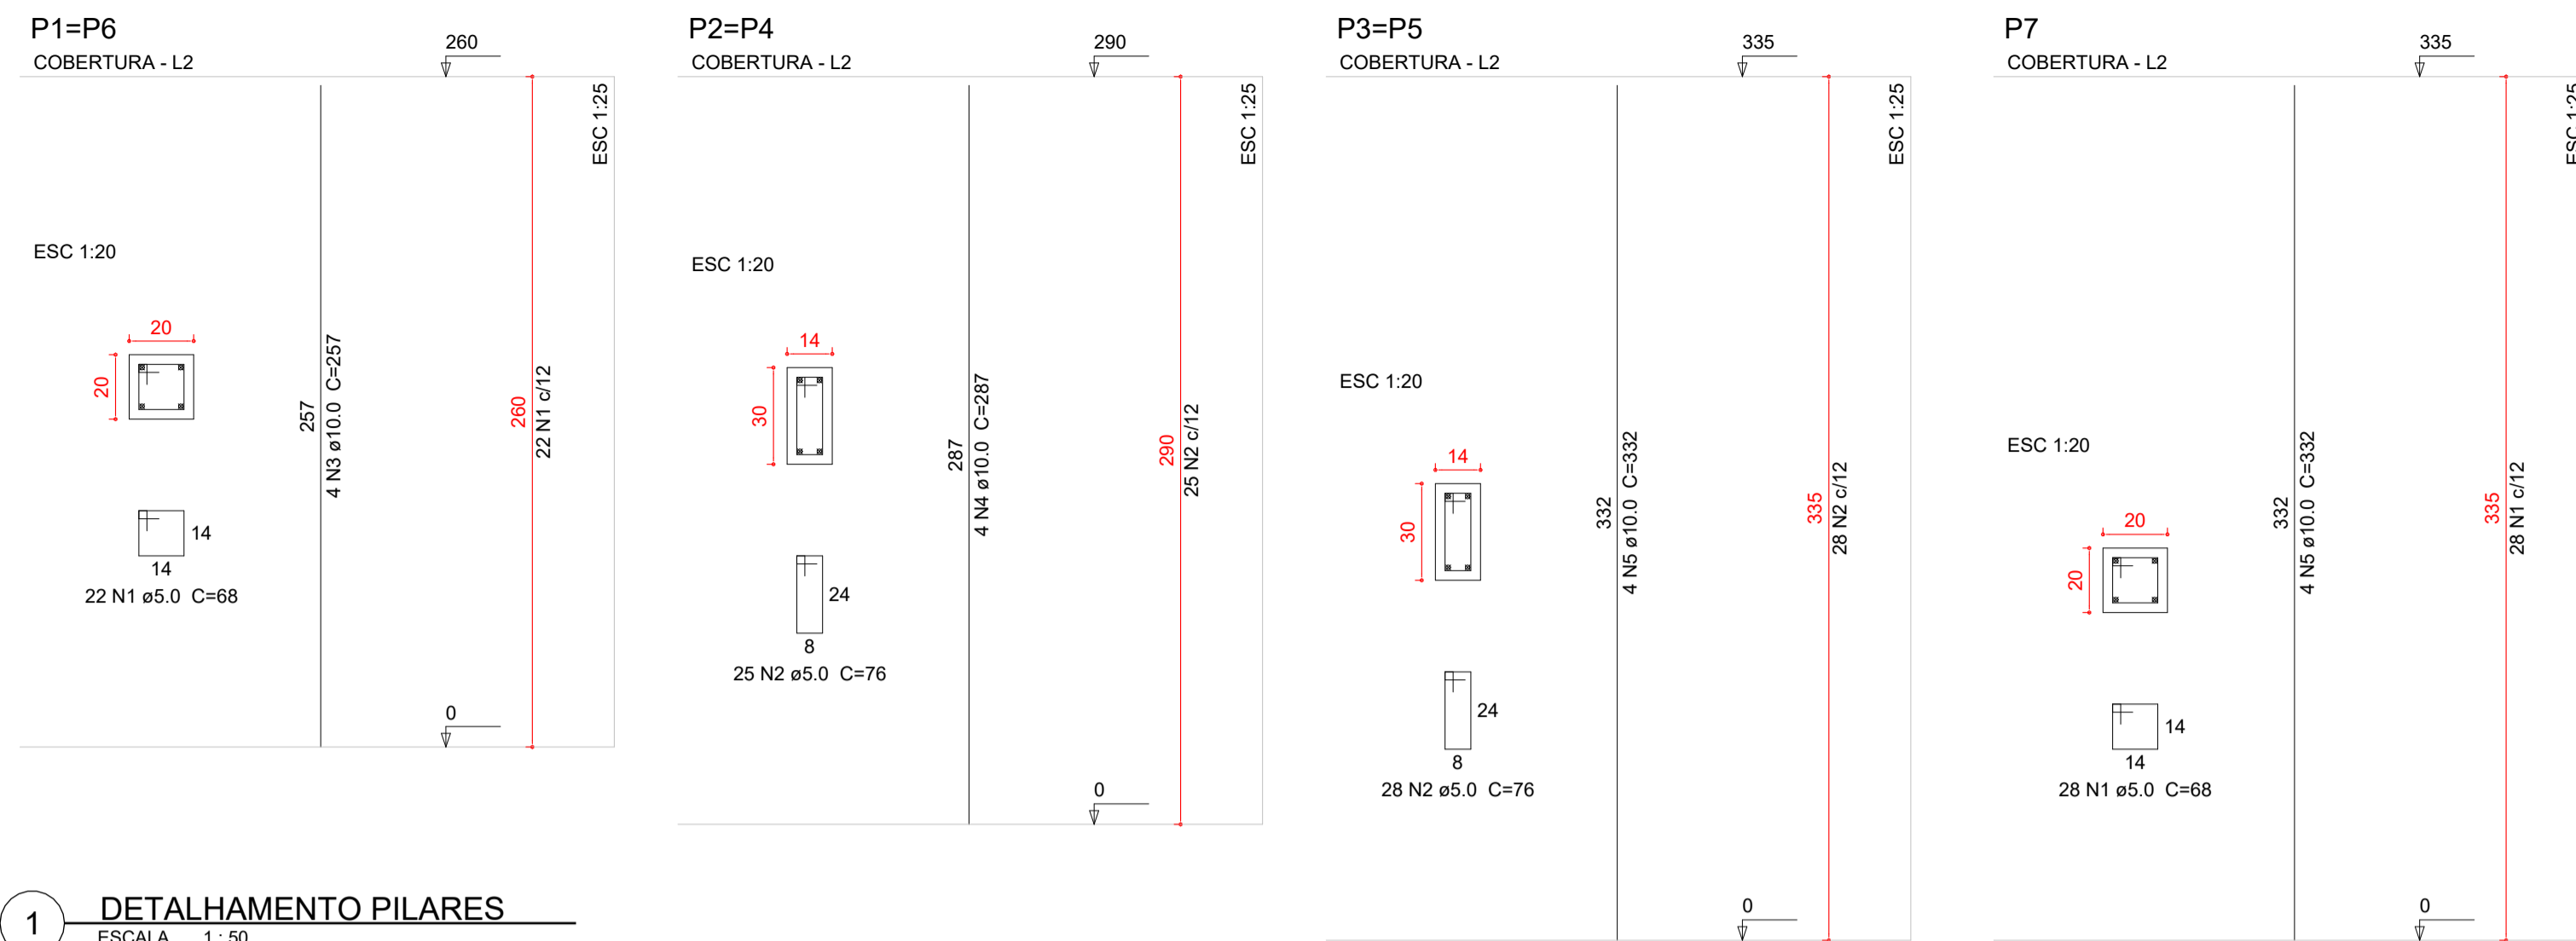 P1=P6
COBERTURA - L2
260
ESC 1:25
ESC 1:20
20
20
257
4 N3 ø10.0 C=257
260
22 N1 c/12
14
14
22 N1 ø5.0 C=68
0
P2=P4
COBERTURA - L2
290
ESC 1:25
ESC 1:20
14
30
287
4 N4 ø10.0 C=287
290
25 N2 c/12
24
8
25 N2 ø5.0 C=76
0
P3=P5
COBERTURA - L2
335
ESC 1:25
ESC 1:20
14
30
332
4 N5 ø10.0 C=332
335
28 N2 c/12
24
8
28 N2 ø5.0 C=76
0
P7
COBERTURA - L2
335
ESC 1:25
ESC 1:20
20
20
332
4 N5 ø10.0 C=332
335
28 N1 c/12
14
14
28 N1 ø5.0 C=68
0
1
DETALHAMENTO PILARES
ESCALA 1 : 50